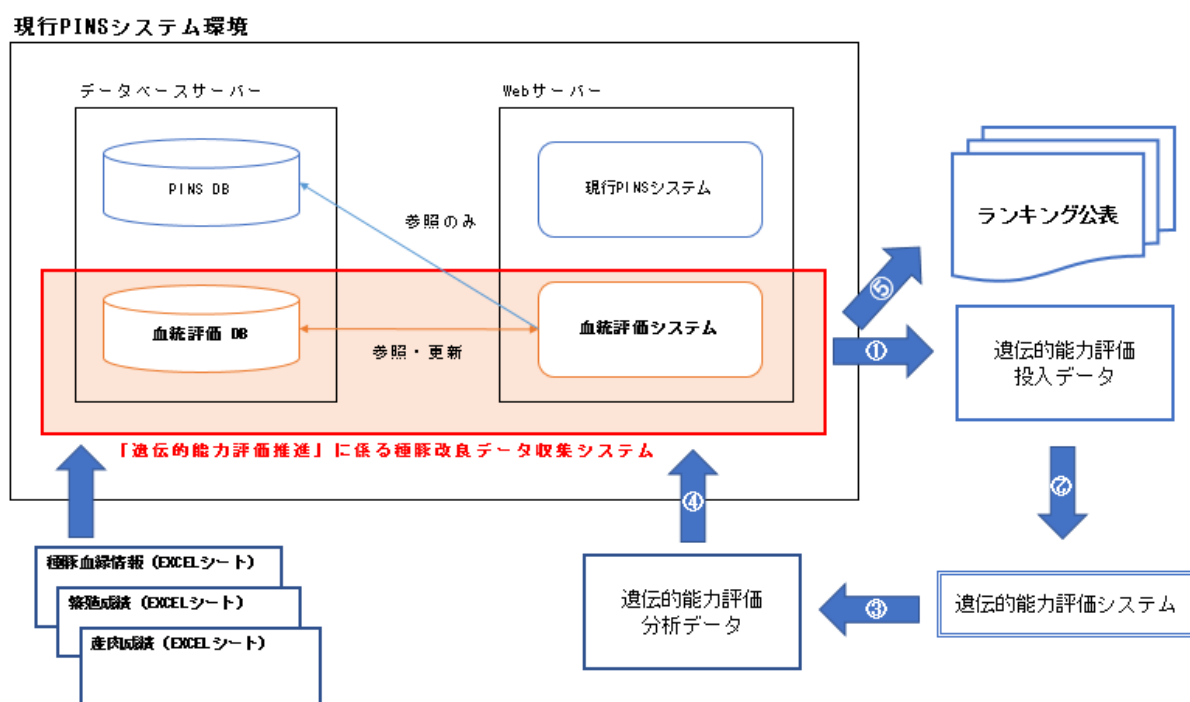 現行PINSシステム環境
データベースサーバー
Webサーバー
PINS DB
現行PINSシステム
参照のみ
ランキング公表
⑤
血統評価 DB
血統評価システム
参照・更新
①
遺伝的能力評価
投入データ
「遺伝的能力評価推進」に係る種豚改良データ収集システム
④
②
種豚血縁情報（EXCELシート）
繁殖成績（EXCELシート）
産肉成績（EXCELシート）
遺伝的能力評価
分析データ
③
遺伝的能力評価システム